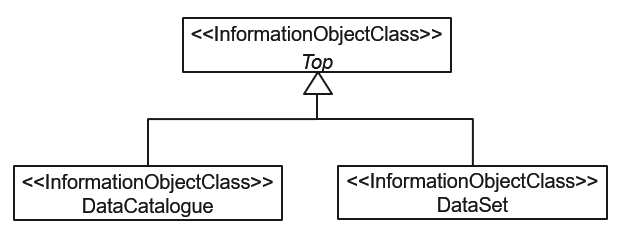 <<InformationObjectClass>>
Top
<<InformationObjectClass>>
DataCatalogue
<<InformationObjectClass>>
DataSet